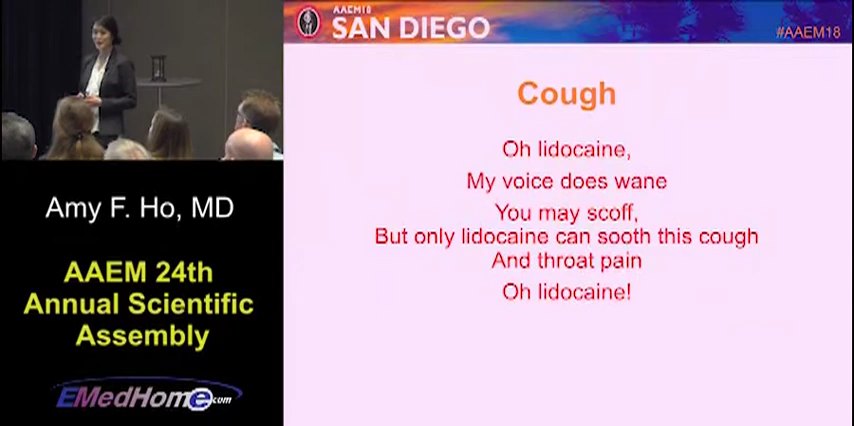 AAEM18
SAN DIEGO
#AAEM18
Cough
Oh lidocaine,
My voice does wane
You may scoff,
But only lidocaine can sooth this cough
And throat pain
Oh lidocaine!
Amy F. Ho, MD
AAEM 24th
Annual Scientific
Assembly
EMedHome.com